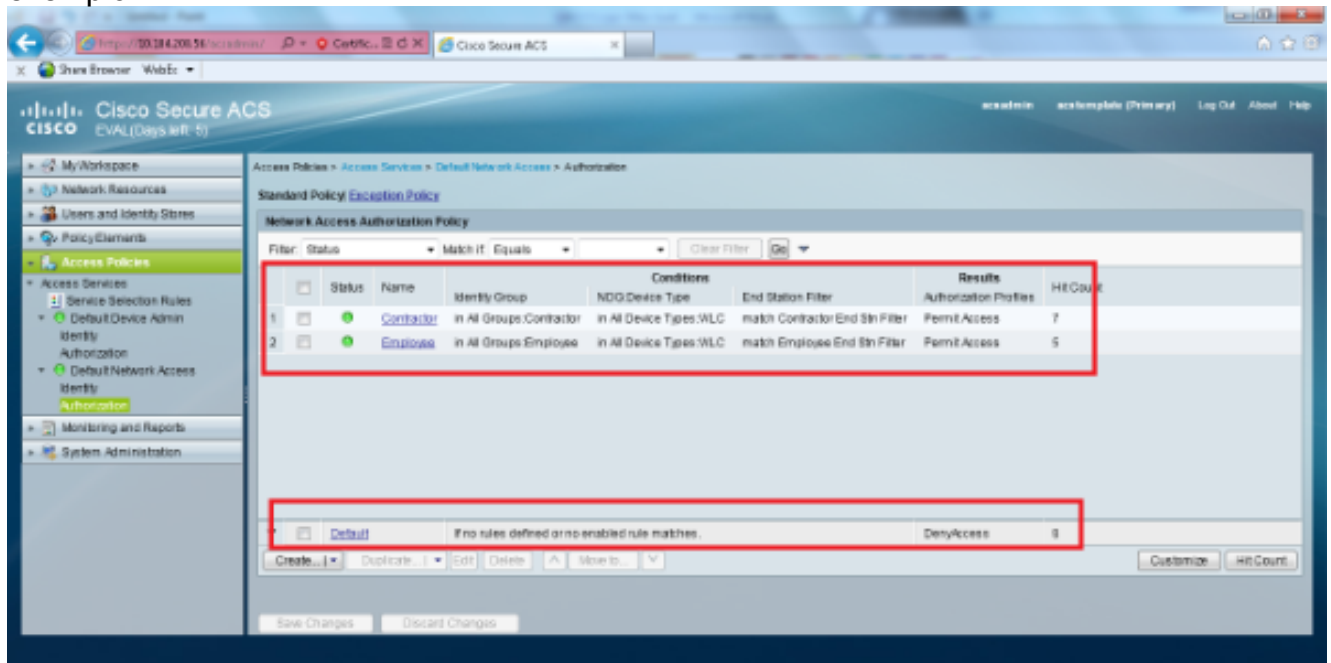 Cisco Secure ACS
Share Browser WebEx
Cisco Secure ACS
CISCO EVAL(Days left: 5)
acsadmin acstemplate (Primary) Log Out About Help
My Workspace
Network Resources
Users and Identity Stores
Policy Elements
Access Policies
Access Services
Service Selection Rules
Default Device Admin
Identity
Authorization
Default Network Access
Identity
Authorization
Monitoring and Reports
System Administration
Access Policies > Access Services > Default Network Access > Authorization
Standard Policy| Exception Policy
Network Access Authorization Policy
Filter: Status Match if: Equals Clear Filter Go
Conditions Results
Status Name Identity Group NDG:Device Type End Station Filter Authorization Profiles Hit Count
1 Contractor in All Groups:Contractor in All Device Types:WLC match Contractor End Stn Filter Permit Access 7
2 Employee in All Groups:Employee in All Device Types:WLC match Employee End Stn Filter Permit Access
Default If no rules defined or no enabled rule matches. DenyAccess
Create... Duplicate... Edit Delete Move to... Customize Hit Count
Save Changes Discard Changes